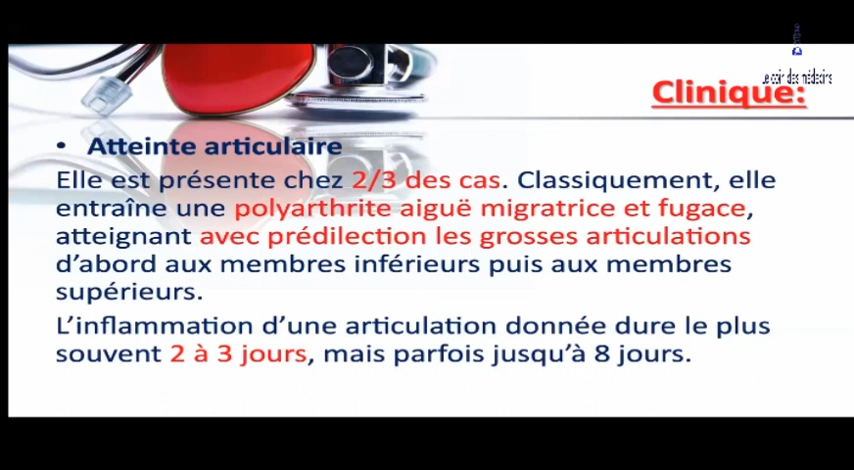 Le coin des médecins
Clinique:
• Atteinte articulaire
Elle est présente chez 2/3 des cas. Classiquement, elle
entraîne une polyarthrite aiguë migratrice et fugace,
atteignant avec prédilection les grosses articulations
d’abord aux membres inférieurs puis aux membres
supérieurs.
L’inflammation d’une articulation donnée dure le plus
souvent 2 à 3 jours, mais parfois jusqu’à 8 jours.